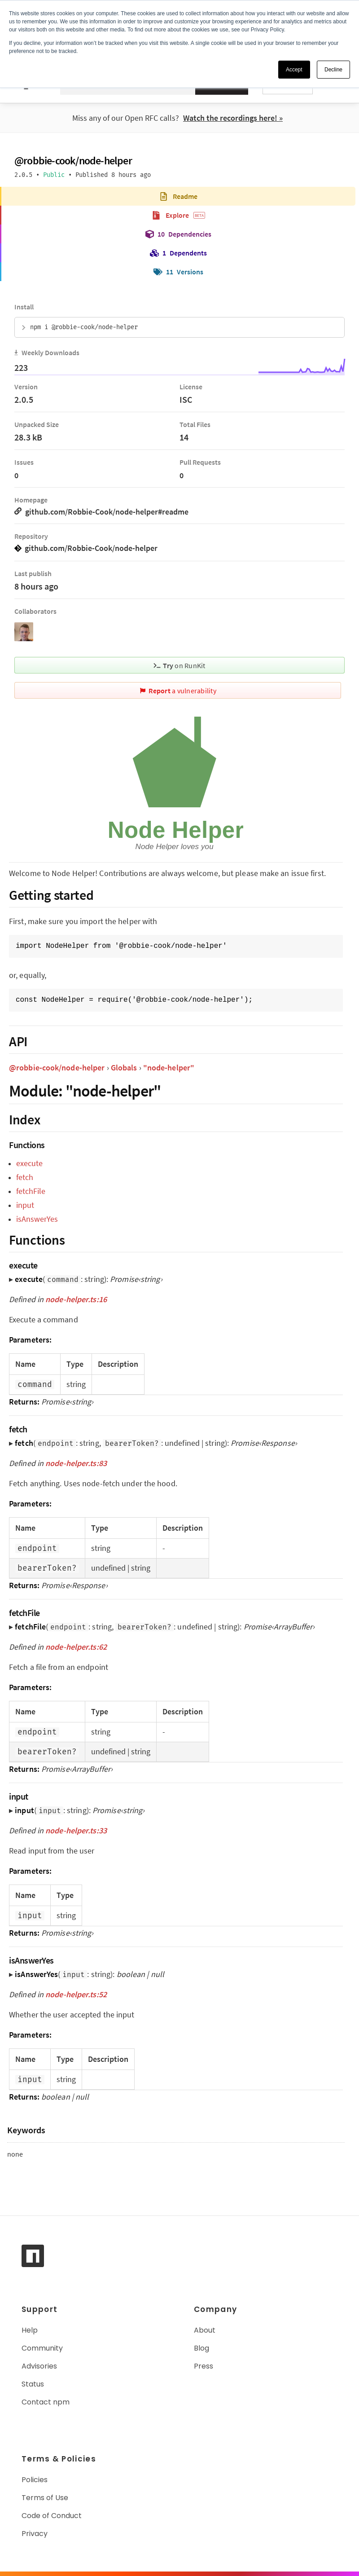 This website stores cookies on your computer. These cookies are used to collect information about how you interact with our website and allow us to remember you. We use this information in order to improve and customize your browsing experience and for analytics and metrics about our visitors both on this website and other media. To find out more about the cookies we use, see our Privacy Policy.
If you decline, your information won't be tracked when you visit this website. A single cookie will be used in your browser to remember your preference not to be tracked.
Accept
Decline
Miss any of our Open RFC calls? Watch the recordings here! »
@robbie-cook/node-helper
2.0.5 • Public • Published 8 hours ago
Readme
Explore BETA
10 Dependencies
1 Dependents
11 Versions
Install
npm i @robbie-cook/node-helper
Weekly Downloads
223
Version
License
2.0.5
ISC
Unpacked Size
Total Files
28.3 kB
14
Issues
Pull Requests
0
0
Homepage
github.com/Robbie-Cook/node-helper#readme
Repository
github.com/Robbie-Cook/node-helper
Last publish
8 hours ago
Collaborators
Try on RunKit
Report a vulnerability
Node Helper
Node Helper loves you
Welcome to Node Helper! Contributions are always welcome, but please make an issue first.
Getting started
First, make sure you import the helper with
import NodeHelper from '@robbie-cook/node-helper'
or, equally,
const NodeHelper = require('@robbie-cook/node-helper');
API
@robbie-cook/node-helper › Globals › "node-helper"
Module: "node-helper"
Index
Functions
• execute
• fetch
• fetchFile
• input
• isAnswerYes
Functions
execute
▸ execute( command : string): Promise‹string›
Defined in node-helper.ts:16
Execute a command
Parameters:
Name Type Description
command string
Returns: Promise‹string›
fetch
▸ fetch( endpoint : string, bearerToken? : undefined | string): Promise‹Response›
Defined in node-helper.ts:83
Fetch anything. Uses node-fetch under the hood.
Parameters:
Name Type Description
endpoint string -
bearerToken? undefined | string
Returns: Promise‹Response›
fetchFile
▸ fetchFile( endpoint : string, bearerToken? : undefined | string): Promise‹ArrayBuffer›
Defined in node-helper.ts:62
Fetch a file from an endpoint
Parameters:
Name Type Description
endpoint string -
bearerToken? undefined | string
Returns: Promise‹ArrayBuffer›
input
▸ input( input : string): Promise‹string›
Defined in node-helper.ts:33
Read input from the user
Parameters:
Name Type
input string
Returns: Promise‹string›
isAnswerYes
▸ isAnswerYes( input : string): boolean | null
Defined in node-helper.ts:52
Whether the user accepted the input
Parameters:
Name Type Description
input string
Returns: boolean | null
Keywords
none
Support
Help
Community
Advisories
Status
Contact npm
Company
About
Blog
Press
Terms & Policies
Policies
Terms of Use
Code of Conduct
Privacy